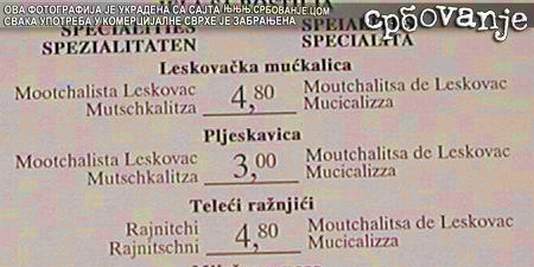 ОВА ФОТОГРАФИЈА ЈЕ УКРАДЕНА СА САЈТА ЊЊЊ.СРБОВАЊЕ.ЦОМ
СВАКА УПОТРЕБА У КОМЕРЦИЈАЛНЕ СВРХЕ ЈЕ ЗАБРАЊЕНА
србовање
SPECIALITIES
SPEZIALITATEN
SPECIALITA
Leskovačka mućkalica
Mootchalista Leskovac
Mutschkalitza
4,80
Moutchalitsa de Leskovac
Mucicalizza
Pljeskavica
Mootchalista Leskovac
Mutschkalitza
3,00
Moutchalitsa de Leskovac
Mucicalizza
Teleći ražnjići
Rajnitchi
Rajnitschni
4,80
Moutchalitsa de Leskovac
Mucicalizza